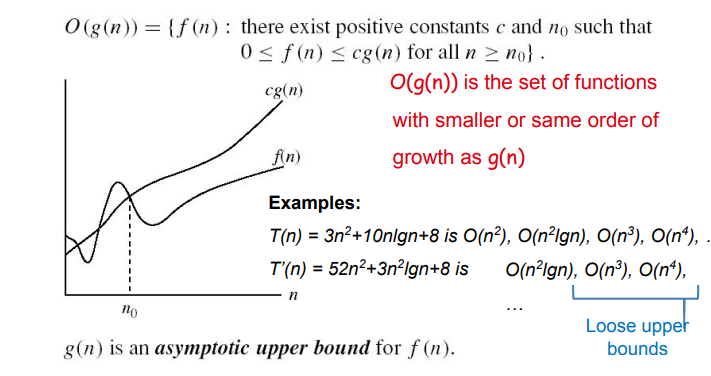 O(g(n)) = {f(n) : there exist positive constants c and n₀ such that
0 ≤ f(n) ≤ cg(n) for all n ≥ n₀} .
O(g(n)) is the set of functions
with smaller or same order of
growth as g(n)
cg(n)
f(n)
n
n₀
Examples:
T(n) = 3n²+10nlgn+8 is O(n²), O(n²lgn), O(n³), O(n⁴), .
T’(n) = 52n²+3n²lgn+8 is O(n²lgn), O(n³), O(n⁴),
…
Loose upper
bounds
g(n) is an asymptotic upper bound for f(n).